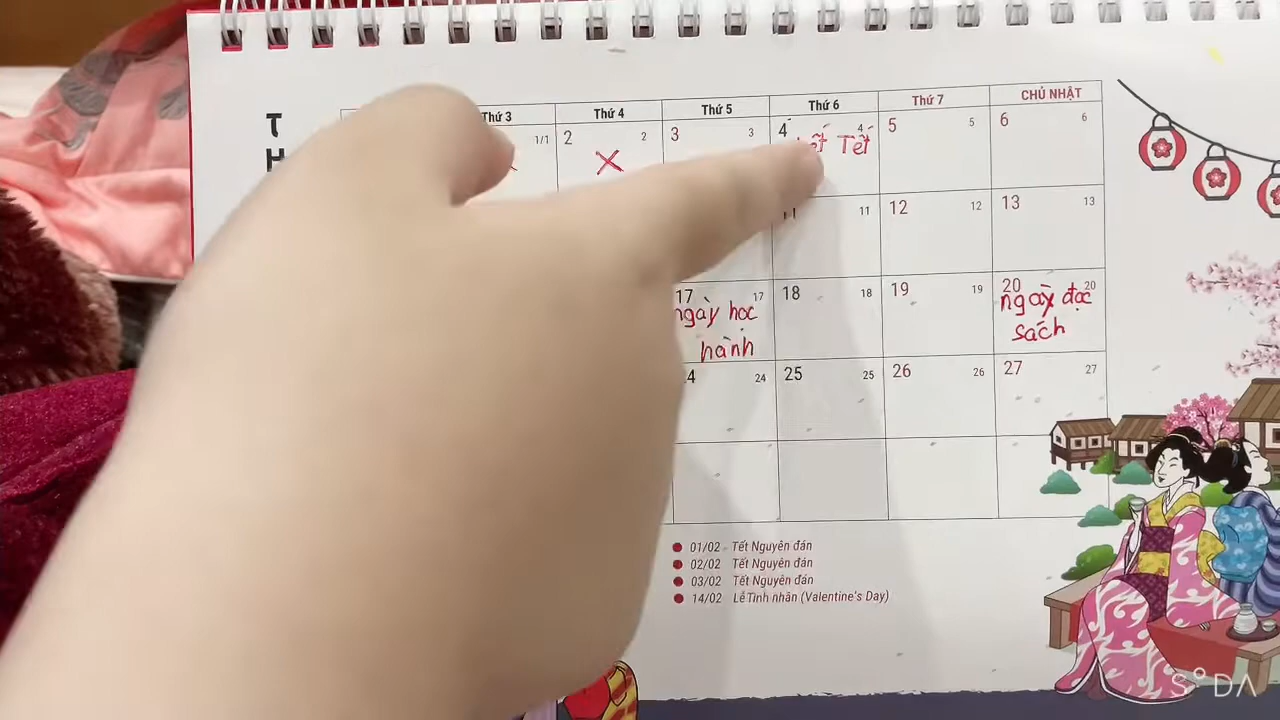 T
H
Thứ 3 Thứ 4 Thứ 5 Thứ 6 Thứ 7 CHỦ NHẬT
1/1 2 2 3 3 4 4 5 5 6 6
X Tết
11 11 12 12 13 13
17 17 18 18 19 19 20 20
ngày học
hành
ngày đọc
sách
24 25 25 26 26 27 27
01/02 Tết Nguyên đán
02/02 Tết Nguyên đán
03/02 Tết Nguyên đán
14/02 Lễ Tình nhân (Valentine's Day)
SODA